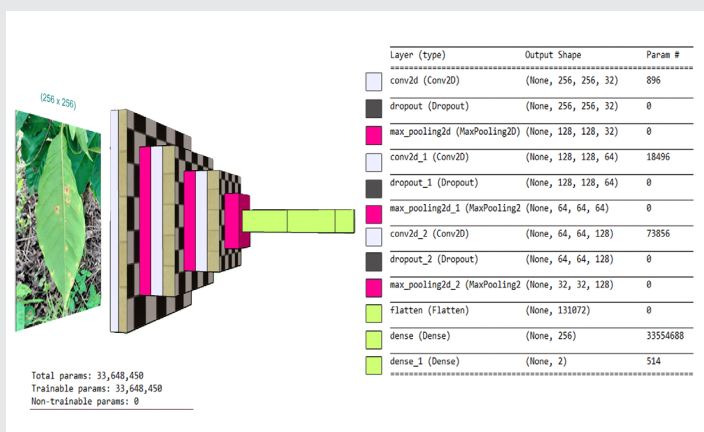 (256 x 256)
Layer (type) Output Shape Param #
conv2d (Conv2D) (None, 256, 256, 32) 896
dropout (Dropout) (None, 256, 256, 32) 0
max_pooling2d (MaxPooling2D) (None, 128, 128, 32) 0
conv2d_1 (Conv2D) (None, 128, 128, 64) 18496
dropout_1 (Dropout) (None, 128, 128, 64) 0
max_pooling2d_1 (MaxPooling2 (None, 64, 64, 64) 0
conv2d_2 (Conv2D) (None, 64, 64, 128) 73856
dropout_2 (Dropout) (None, 64, 64, 128) 0
max_pooling2d_2 (MaxPooling2 (None, 32, 32, 128) 0
flatten (Flatten) (None, 131072) 0
dense (Dense) (None, 256) 33554688
dense_1 (Dense) (None, 2) 514
Total params: 33,648,450
Trainable params: 33,648,450
Non-trainable params: 0